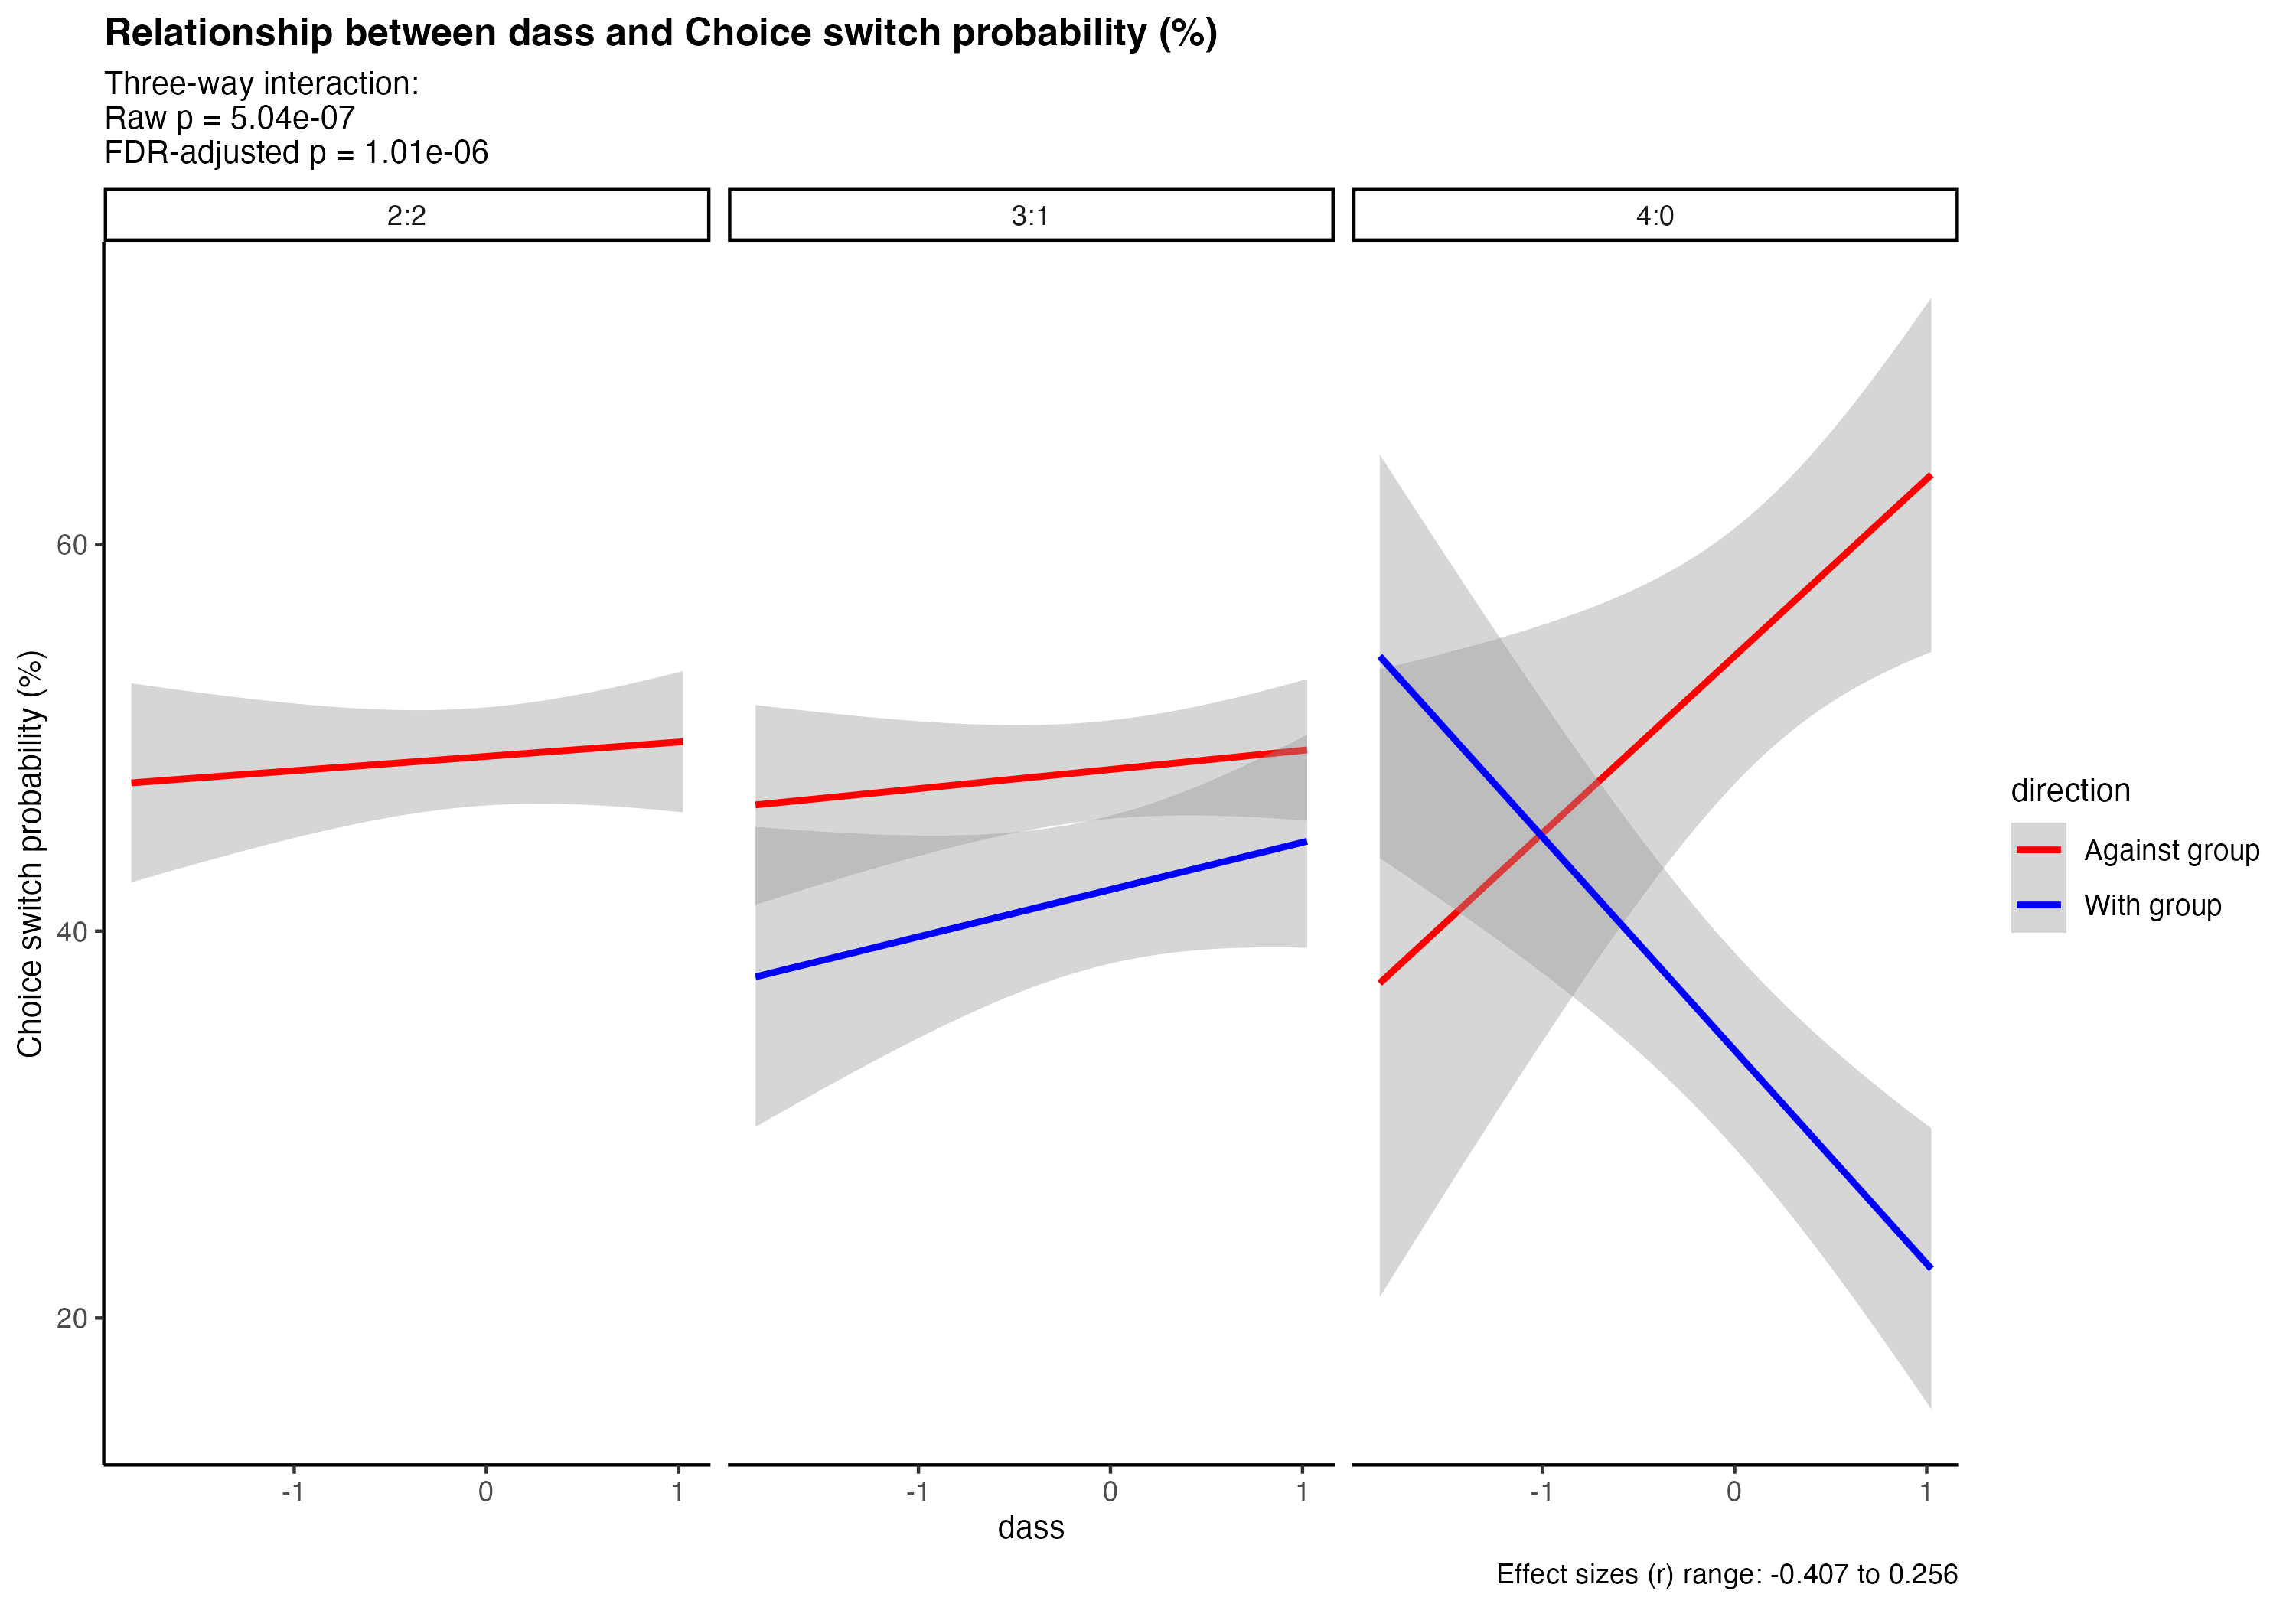 Relationship between dass and Choice switch probability (%)
Three-way interaction:
Raw p = 5.04e-07
FDR-adjusted p = 1.01e-06
2:2
3:1
4:0
Choice switch probability (%)
60
40
20
-1
0
1
-1
0
1
-1
0
1
dass
direction
Against group
With group
Effect sizes (r) range: -0.407 to 0.256